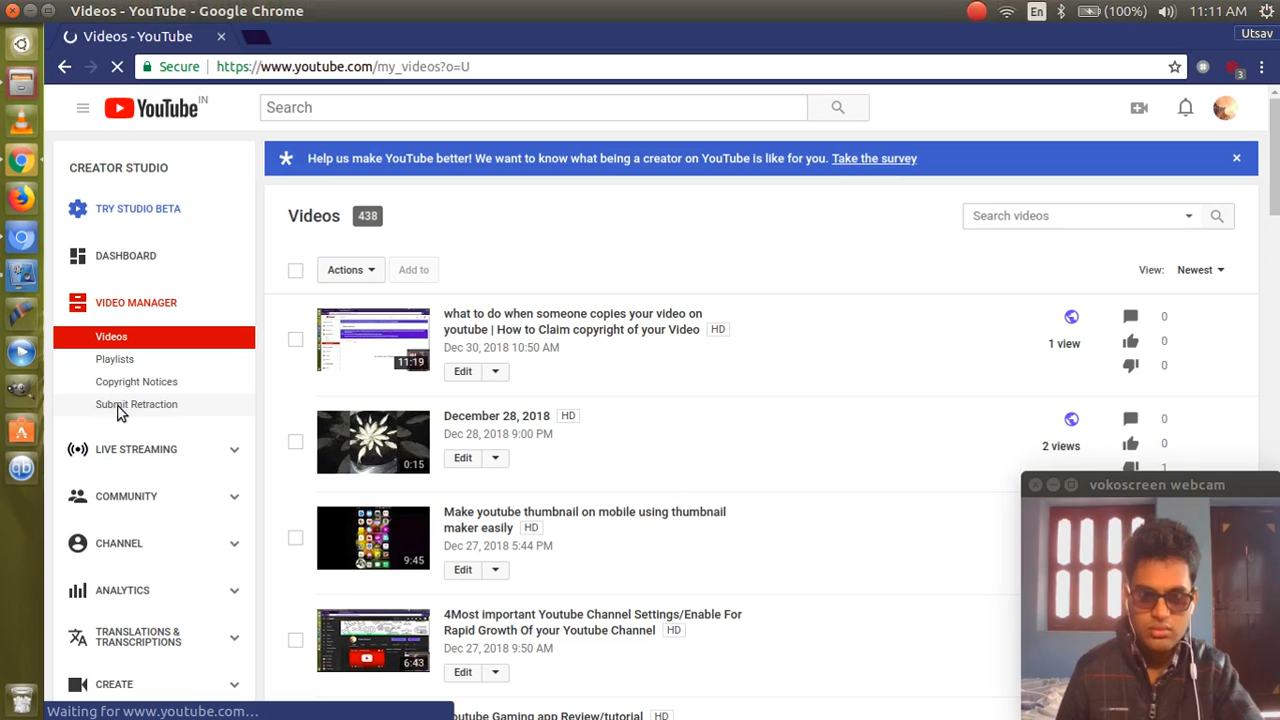 Videos - YouTube - Google Chrome
En
(100%)
11:11 AM
Videos - YouTube
Utsav
Secure
https://www.youtube.com/my_videos?o=U
3
YouTube IN
Search
CREATOR STUDIO
TRY STUDIO BETA
DASHBOARD
VIDEO MANAGER
Videos
Playlists
Copyright Notices
Submit Retraction
LIVE STREAMING
COMMUNITY
CHANNEL
ANALYTICS
TRANSLATIONS &
TRANSCRIPTIONS
CREATE
Help us make YouTube better! We want to know what being a creator on YouTube is like for you. Take the survey
Videos 438
Search videos
Actions
Add to
View: Newest
what to do when someone copies your video on
youtube | How to Claim copyright of your Video HD
Dec 30, 2018 10:50 AM
Edit
11:19
1 view
0
0
0
December 28, 2018 HD
Dec 28, 2018 9:00 PM
Edit
0:15
2 views
0
0
1
Make youtube thumbnail on mobile using thumbnail
maker easily HD
Dec 27, 2018 5:44 PM
Edit
9:45
4Most important Youtube Channel Settings/Enable For
Rapid Growth Of your Youtube Channel HD
Dec 27, 2018 9:50 AM
Edit
6:43
Youtube Gaming app Review/tutorial HD
vokoscreen webcam
qb
Waiting for www.youtube.com...